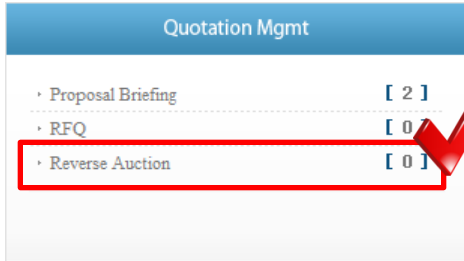 Quotation Mgmt
Proposal Briefing [ 2 ]
RFQ [ 0 ]
Reverse Auction [ 0 ]